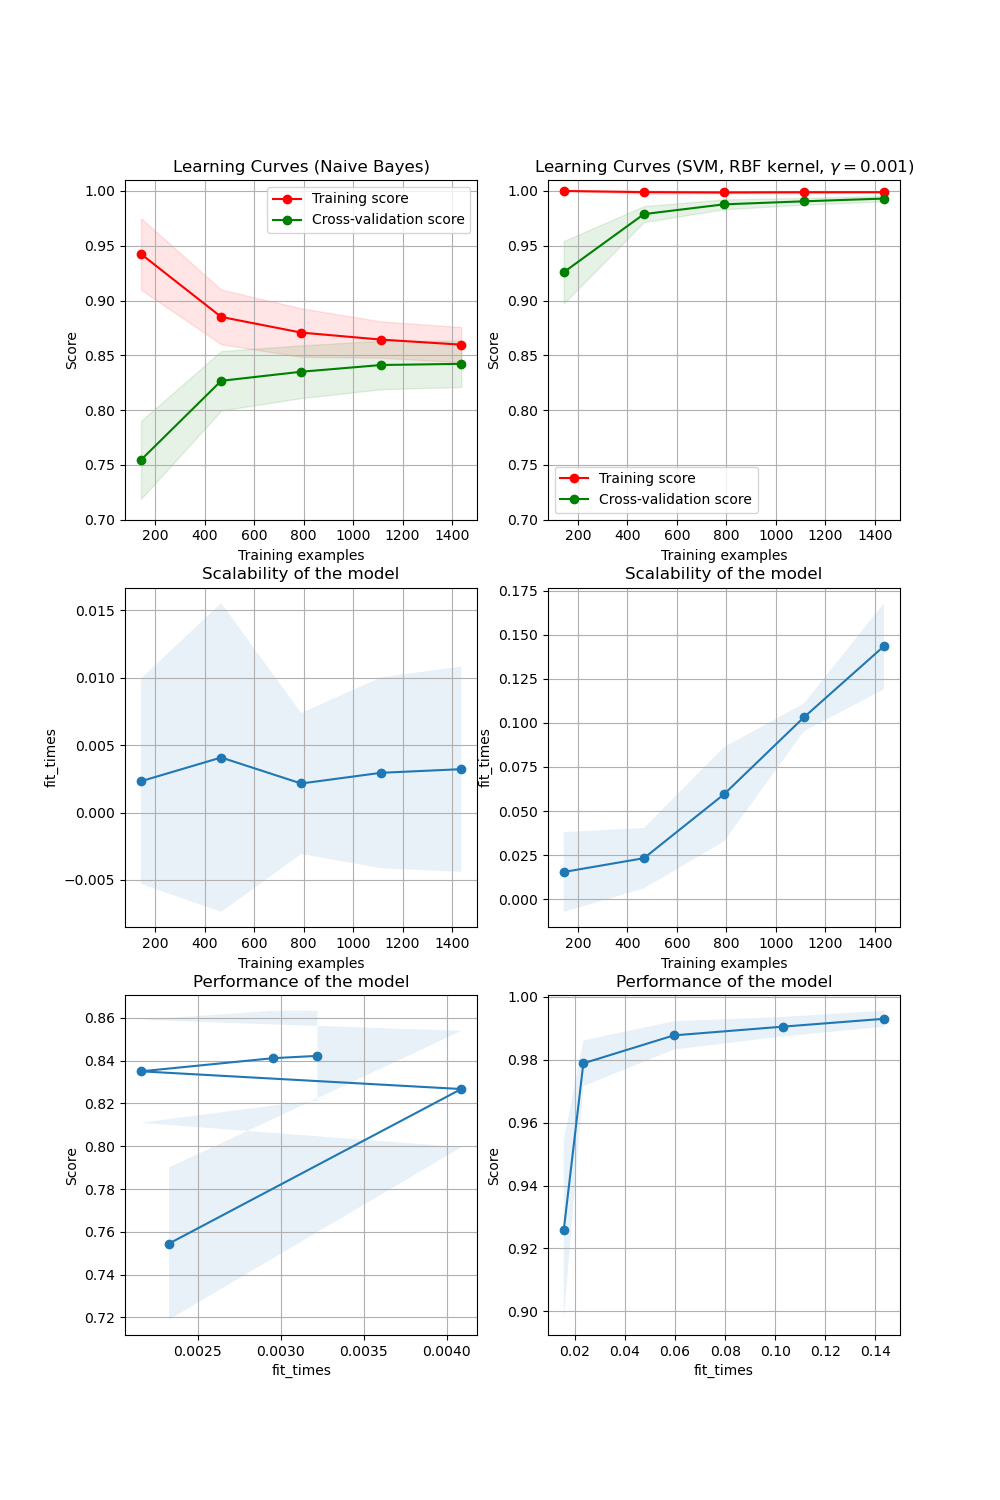 Learning Curves (Naive Bayes)
1.00
0.95
0.90
0.85
0.80
0.75
0.70
Score
Training score
Cross-validation score
200 400 600 800 1000 1200 1400
Training examples
Learning Curves (SVM, RBF kernel, γ = 0.001)
1.00
0.95
0.90
0.85
0.80
0.75
0.70
Score
Training score
Cross-validation score
200 400 600 800 1000 1200 1400
Training examples
Scalability of the model
0.015
0.010
0.005
0.000
−0.005
fit_times
200 400 600 800 1000 1200 1400
Training examples
Scalability of the model
0.175
0.150
0.125
0.100
0.075
0.050
0.025
0.000
fit_times
200 400 600 800 1000 1200 1400
Training examples
Performance of the model
0.86
0.84
0.82
0.80
0.78
0.76
0.74
0.72
Score
0.0025 0.0030 0.0035 0.0040
fit_times
Performance of the model
1.00
0.98
0.96
0.94
0.92
0.90
Score
0.02 0.04 0.06 0.08 0.10 0.12 0.14
fit_times